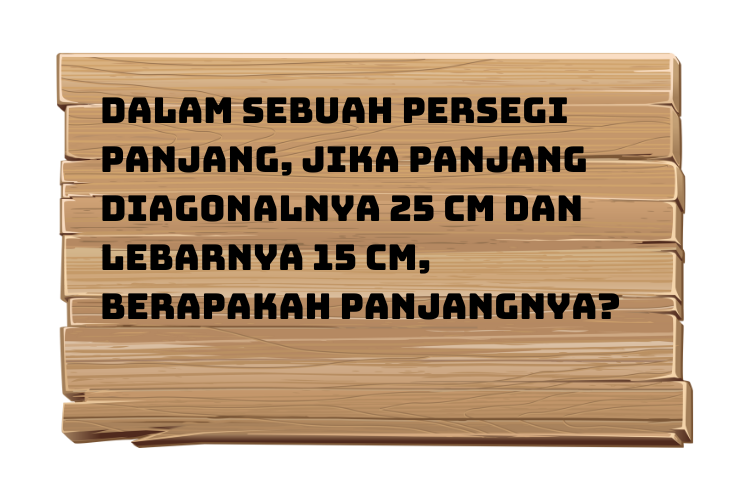 DALAM SEBUAH PERSEGI
PANJANG, JIKA PANJANG
DIAGONALNYA 25 CM DAN
LEBARNYA 15 CM,
BERAPAKAH PANJANGNYA?